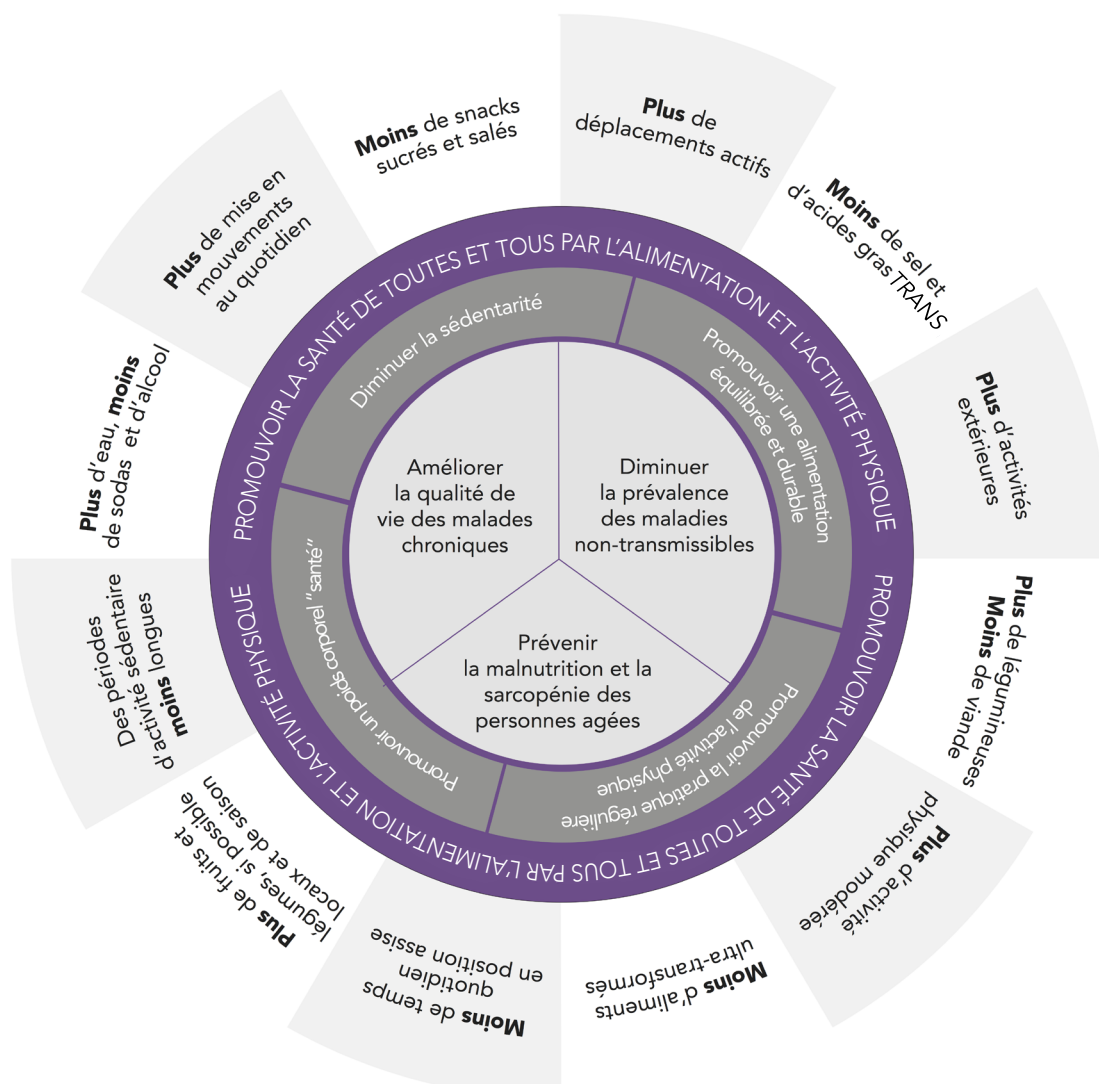 Plus de
déplacements actifs
Moins de sel et
d'acides gras TRANS
Plus d'activités
extérieures
Plus de légumineuses
Moins de viande
Plus d'activité
physique modérée
Moins d'aliments
ultra-transformés
Moins de temps
quotidien
en position assise
Plus de fruits et
légumes, si possible
locaux et de saison
Des périodes
d'activité sédentaire
moins longues
Plus d'eau, moins
de sodas et d'alcool
Plus de mise en
mouvements
au quotidien
Moins de snacks
sucrés et salés
PROMOUVOIR LA SANTÉ DE TOUTES ET TOUS PAR L'ALIMENTATION ET L'ACTIVITÉ PHYSIQUE
PROMOUVOIR LA SANTÉ DE TOUTES ET TOUS PAR L'ALIMENTATION ET L'ACTIVITÉ PHYSIQUE
Diminuer la sédentarité
Promouvoir une alimentation
équilibrée et durable
Promouvoir la pratique régulière
de l'activité physique
Promouvoir un poids corporel "santé"
Améliorer
la qualité de
vie des malades
chroniques
Diminuer
la prévalence
des maladies
non-transmissibles
Prévenir
la malnutrition et la
sarcopénie des
personnes agées